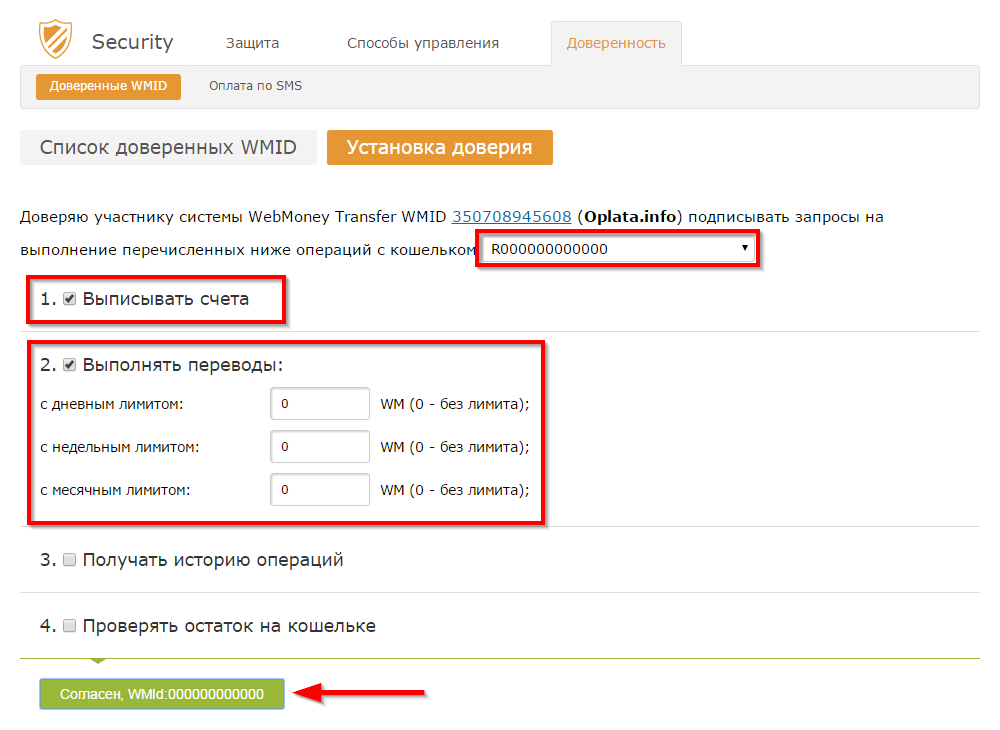 Security Защита Способы управления Доверенность
Доверенные WMID Оплата по SMS
Список доверенных WMID Установка доверия
Доверяю участнику системы WebMoney Transfer WMID 350708945608 (Oplata.info) подписывать запросы на
выполнение перечисленных ниже операций с кошельком R000000000000
1. Выписывать счета
2. Выполнять переводы:
с дневным лимитом: 0 WM (0 - без лимита);
с недельным лимитом: 0 WM (0 - без лимита);
с месячным лимитом: 0 WM (0 - без лимита);
3. Получать историю операций
4. Проверять остаток на кошельке
Согласен, WMId:000000000000